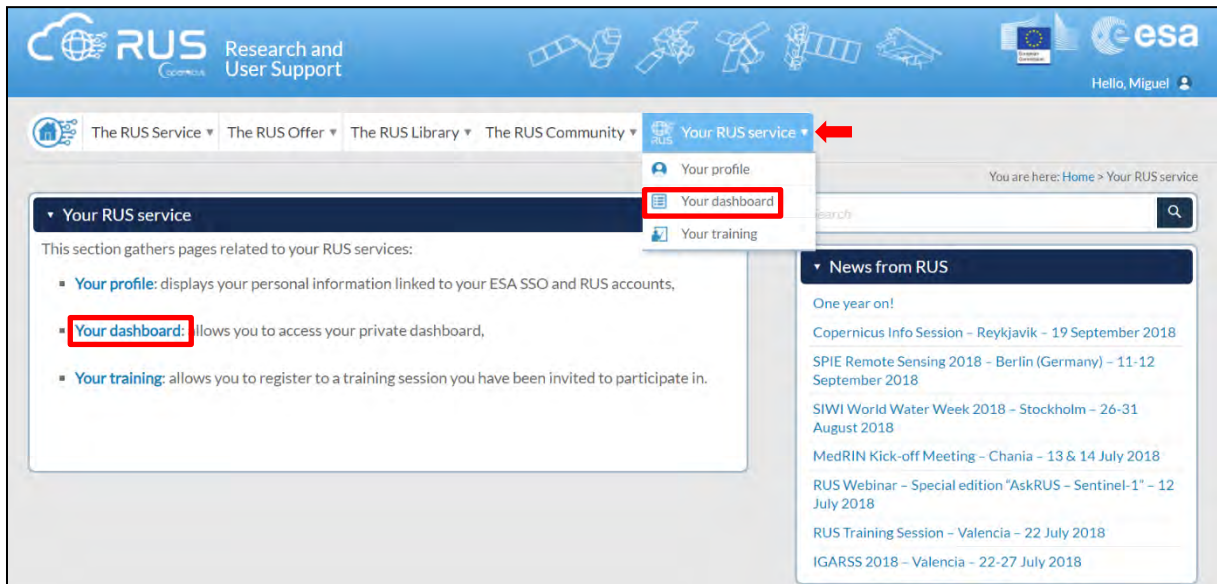 RUS
Copernicus
Research and
User Support
European
Commission
esa
Hello, Miguel
The RUS Service
The RUS Offer
The RUS Library
The RUS Community
RUS
Your RUS service
Your profile
Your dashboard
Your training
You are here: Home > Your RUS service
Your RUS service
This section gathers pages related to your RUS services:
Your profile: displays your personal information linked to your ESA SSO and RUS accounts,
Your dashboard: allows you to access your private dashboard,
Your training: allows you to register to a training session you have been invited to participate in.
Search
News from RUS
One year on!
Copernicus Info Session – Reykjavik – 19 September 2018
SPIE Remote Sensing 2018 – Berlin (Germany) – 11-12
September 2018
SIWI World Water Week 2018 – Stockholm – 26-31
August 2018
MedRIN Kick-off Meeting – Chania – 13 & 14 July 2018
RUS Webinar – Special edition "AskRUS – Sentinel-1" – 12
July 2018
RUS Training Session – Valencia – 22 July 2018
IGARSS 2018 – Valencia – 22-27 July 2018